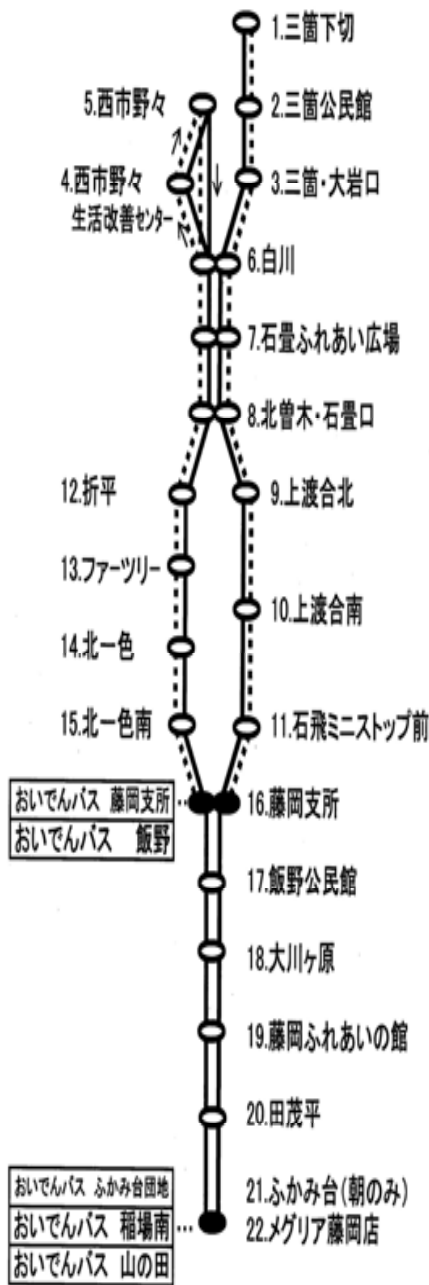 1.三箇下切
5.西市野々
2.三箇公民館
4.西市野々
生活改善センター
3.三箇・大岩口
6.白川
7.石畳ふれあい広場
8.北曽木・石畳口
12.折平
9.上渡合北
13.ファーツリー
10.上渡合南
14.北一色
15.北一色南
11.石飛ミニストップ前
おいでんバス 藤岡支所
おいでんバス 飯野
16.藤岡支所
17.飯野公民館
18.大川ヶ原
19.藤岡ふれあいの館
20.田茂平
おいでんバス ふかみ台団地
おいでんバス 稲場南
おいでんバス 山の田
21.ふかみ台(朝のみ)
22.メグリア藤岡店